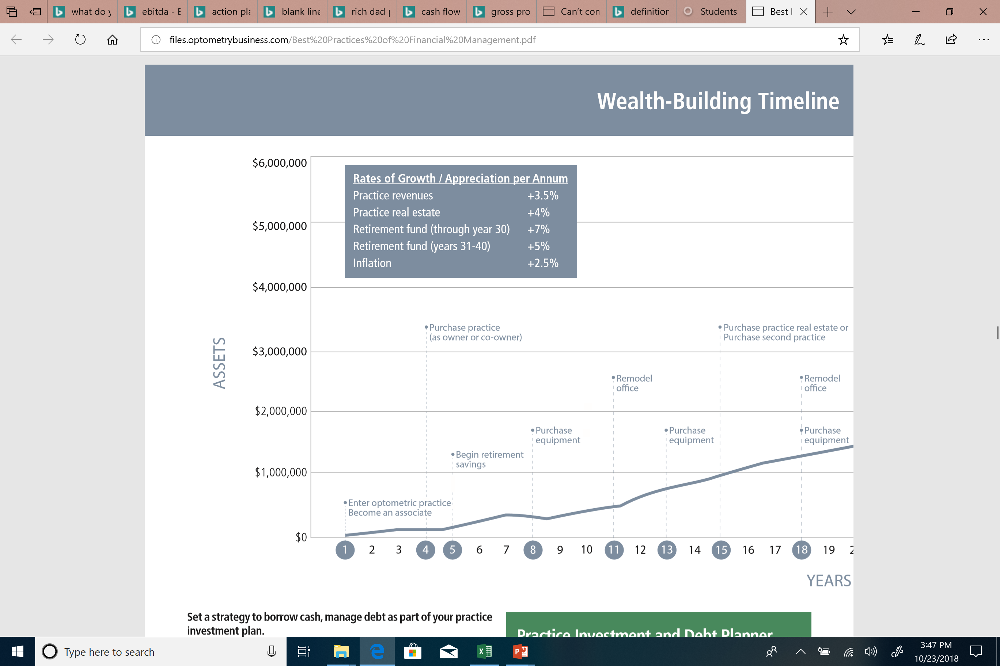 what do y
ebitda - E
action pla
blank line
rich dad p
cash flow
gross pro
Can't con
definition
Students
Best
files.optometrybusiness.com/Best%20Practices%20of%20Financial%20Management.pdf
Wealth-Building Timeline
$6,000,000
Rates of Growth / Appreciation per Annum
Practice revenues +3.5%
Practice real estate +4%
$5,000,000
Retirement fund (through year 30) +7%
Retirement fund (years 31-40) +5%
Inflation +2.5%
$4,000,000
Purchase practice
(as owner or co-owner)
Purchase practice real estate or
Purchase second practice
ASSETS
$3,000,000
Remodel
office
Remodel
office
$2,000,000
Purchase
equipment
Purchase
equipment
Purchase
equipment
Begin retirement
savings
$1,000,000
Enter optometric practice
Become an associate
$0
1 2 3 4 5 6 7 8 9 10 11 12 13 14 15 16 17 18 19 2
YEARS
Set a strategy to borrow cash, manage debt as part of your practice
investment plan.
Practice Investment and Debt Planner
Type here to search
3:47 PM
10/23/2018